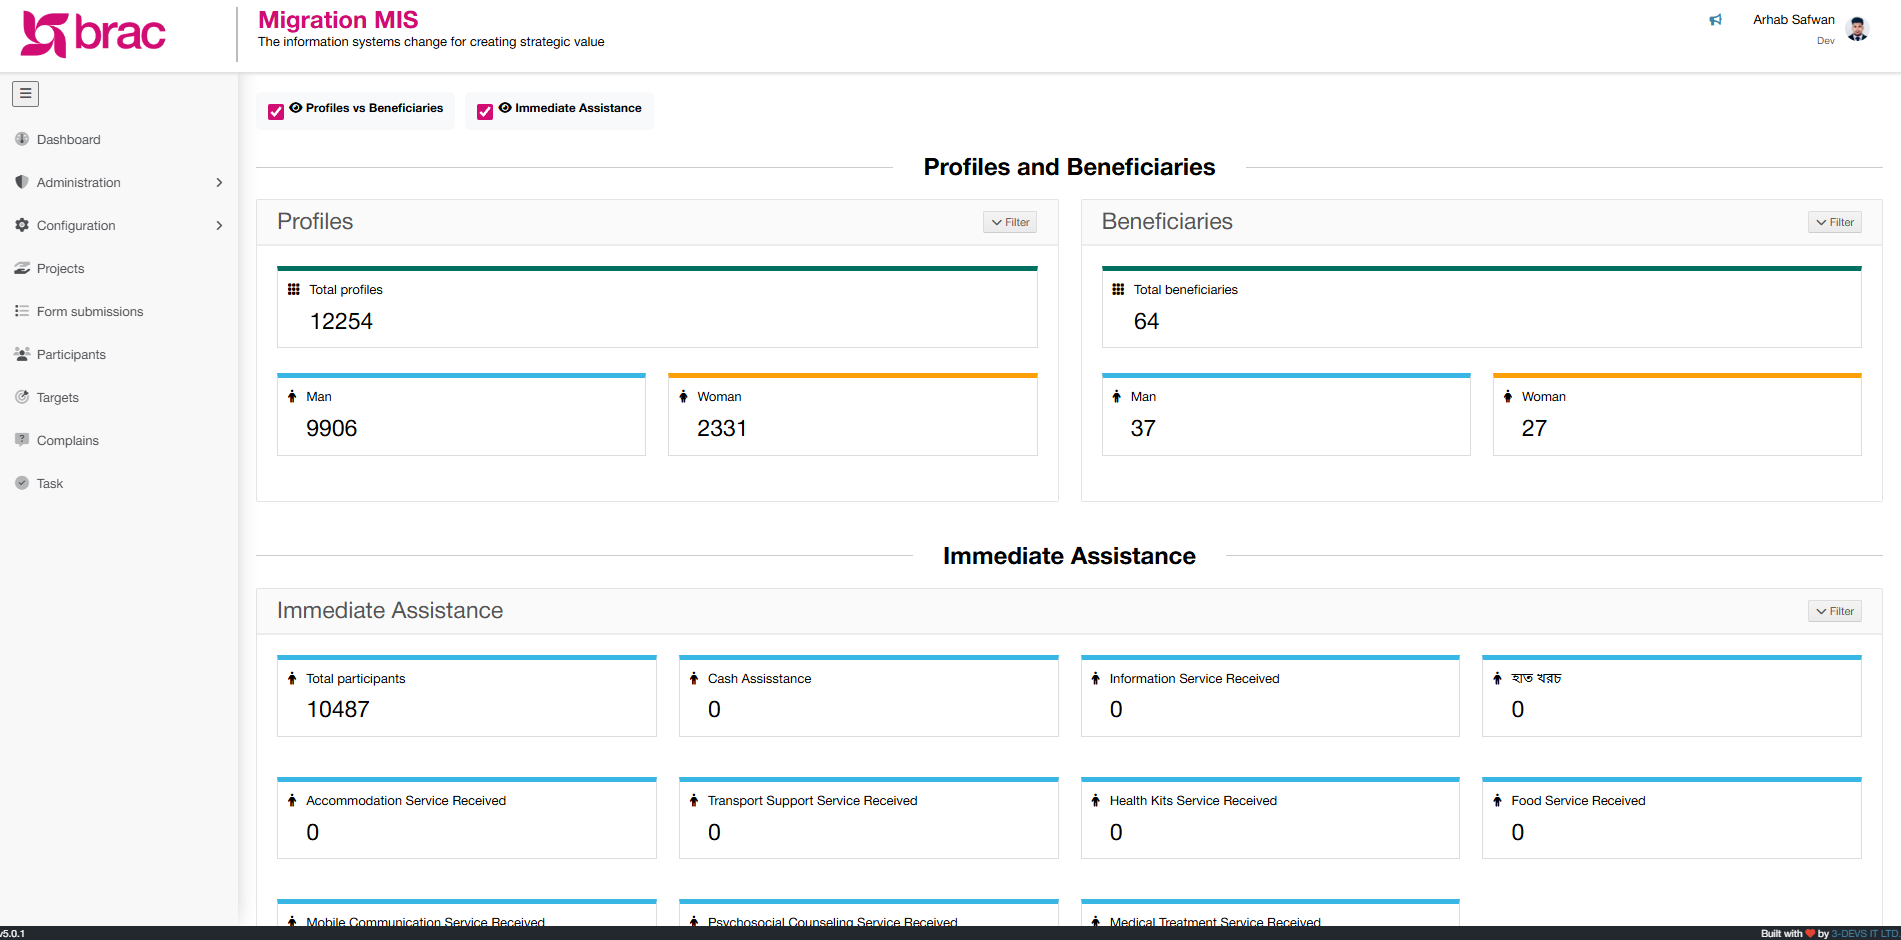 brac
Migration MIS
The information systems change for creating strategic value
Arhab Safwan
Dev
Dashboard
Administration
Configuration
Projects
Form submissions
Participants
Targets
Complains
Task
Profiles vs Beneficiaries
Immediate Assistance
Profiles and Beneficiaries
Profiles
Filter
Total profiles
12254
Man
9906
Woman
2331
Beneficiaries
Filter
Total beneficiaries
64
Man
37
Woman
27
Immediate Assistance
Immediate Assistance
Filter
Total participants
10487
Cash Assisstance
0
Information Service Received
0
হাত খরচ
0
Accommodation Service Received
0
Transport Support Service Received
0
Health Kits Service Received
0
Food Service Received
0
Mobile Communication Service Received
Psychosocial Counseling Service Received
Medical Treatment Service Received
v5.0.1
Built with ❤ by 3-DEVS IT LTD